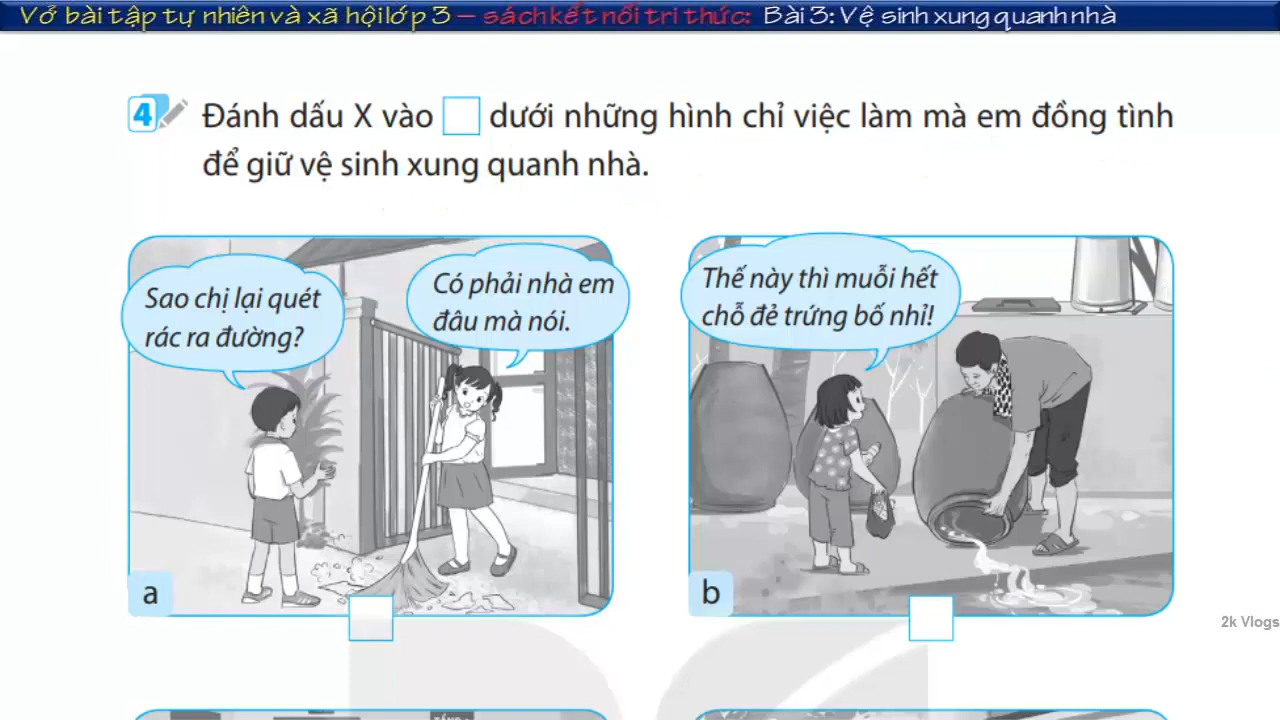 Vở bài tập tự nhiên và xã hội lớp 3 – sách kết nối tri thức: Bài 3: Vệ sinh xung quanh nhà
4 Đánh dấu X vào dưới những hình chỉ việc làm mà em đồng tình
để giữ vệ sinh xung quanh nhà.
Sao chị lại quét
rác ra đường?
Có phải nhà em
đâu mà nói.
Thế này thì muỗi hết
chỗ đẻ trứng bố nhỉ!
a
b
2k Vlogs